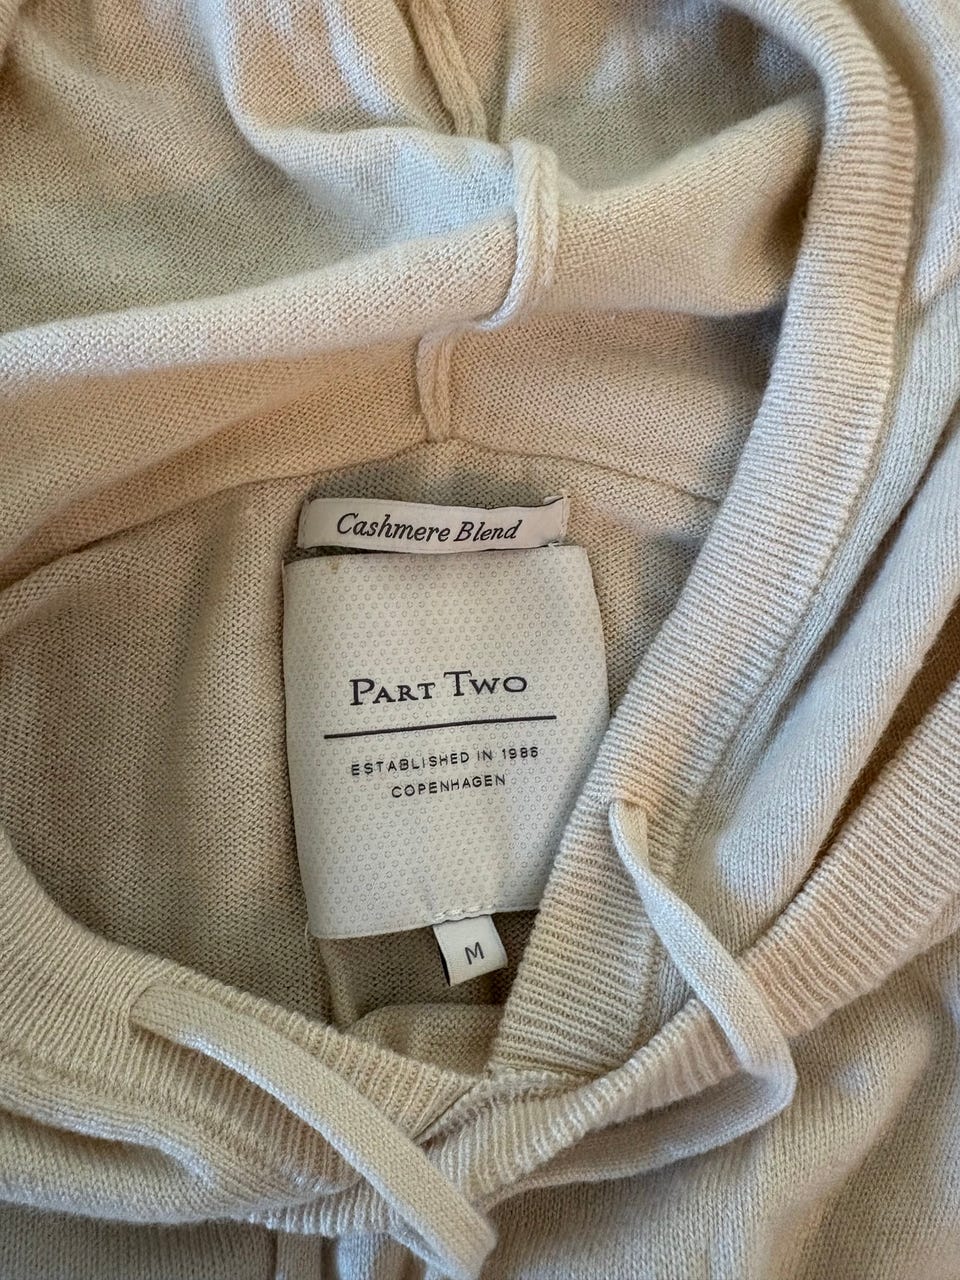 Cashmere Blend
PART TWO
ESTABLISHED IN 1986
COPENHAGEN
M